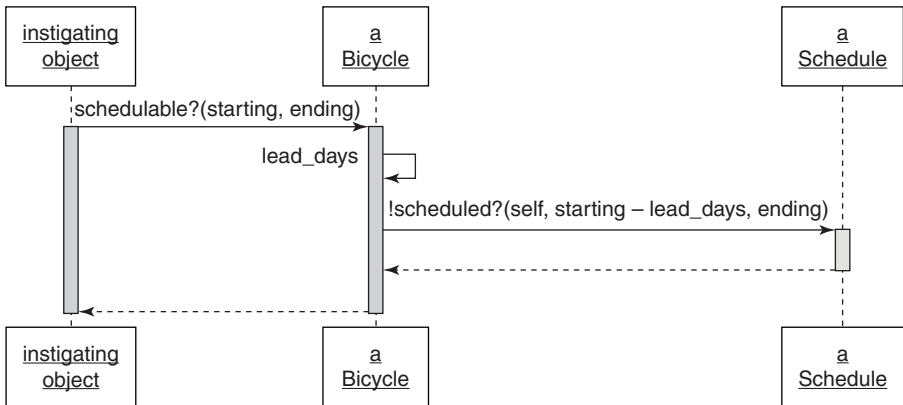 instigating
object
a
Bicycle
a
Schedule
schedulable?(starting, ending)
lead_days
!scheduled?(self, starting – lead_days, ending)
instigating
object
a
Bicycle
a
Schedule